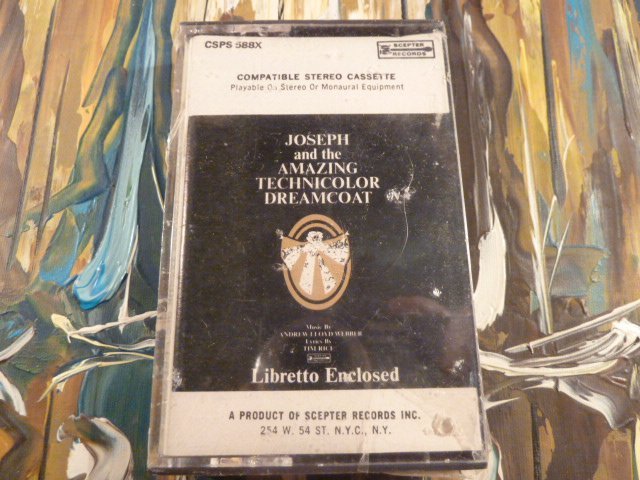 CSPS 588X
SCEPTER
RECORDS
COMPATIBLE STEREO CASSETTE
Playable On Stereo Or Monaural Equipment
JOSEPH
and the
AMAZING
TECHNICOLOR
DREAMCOAT
Music By
ANDREW LLOYD WEBBER
Lyrics By
TIM RICE
Libretto Enclosed
A PRODUCT OF SCEPTER RECORDS INC.
254 W. 54 ST. N.Y.C., N.Y.